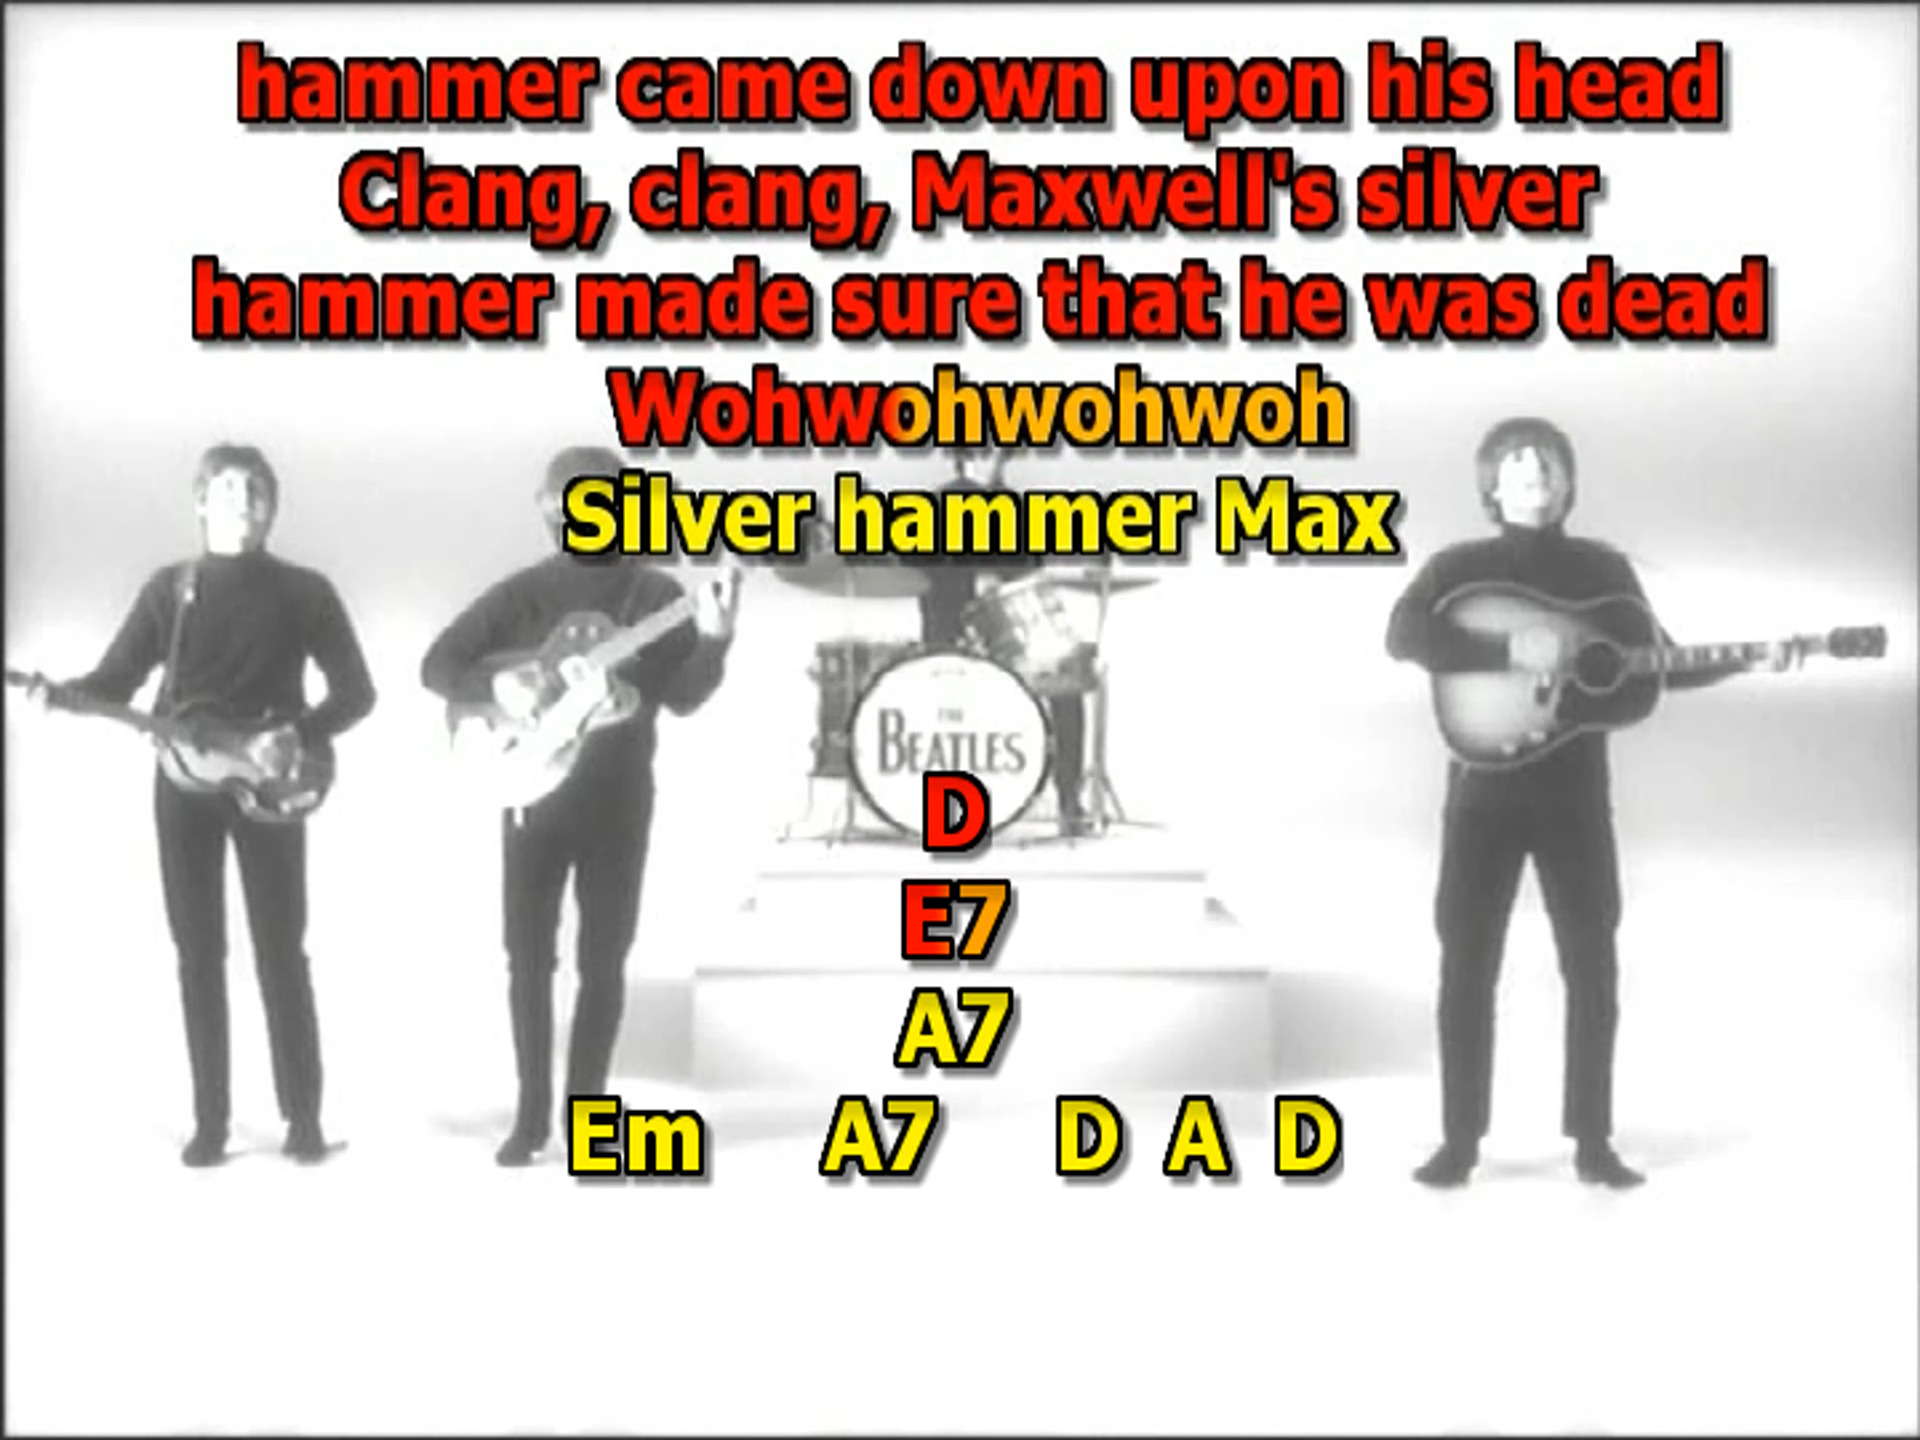 hammer came down upon his head
Clang, clang, Maxwell's silver
hammer made sure that he was dead
Wohwohwohwoh
Silver hammer Max
THE
BEATLES
D
E7
A7
Em A7 D A D